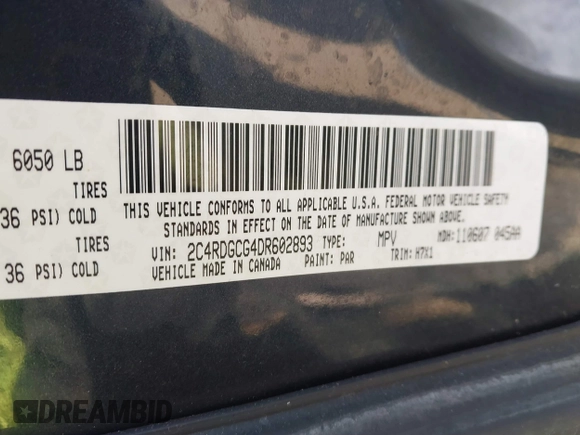 6050 LB
TIRES
36 PSI) COLD
TIRES
36 PSI) COLD
THIS VEHICLE CONFORMS TO ALL APPLICABLE U.S.A. FEDERAL MOTOR VEHICLE SAFETY
STANDARDS IN EFFECT ON THE DATE OF MANUFACTURE SHOWN ABOVE.
VIN: 2C4RDGCG4DR602893 TYPE: MPV MDH: 110607 045AA
VEHICLE MADE IN CANADA PAINT: PAR TRIM: H7X1
DREAMBID